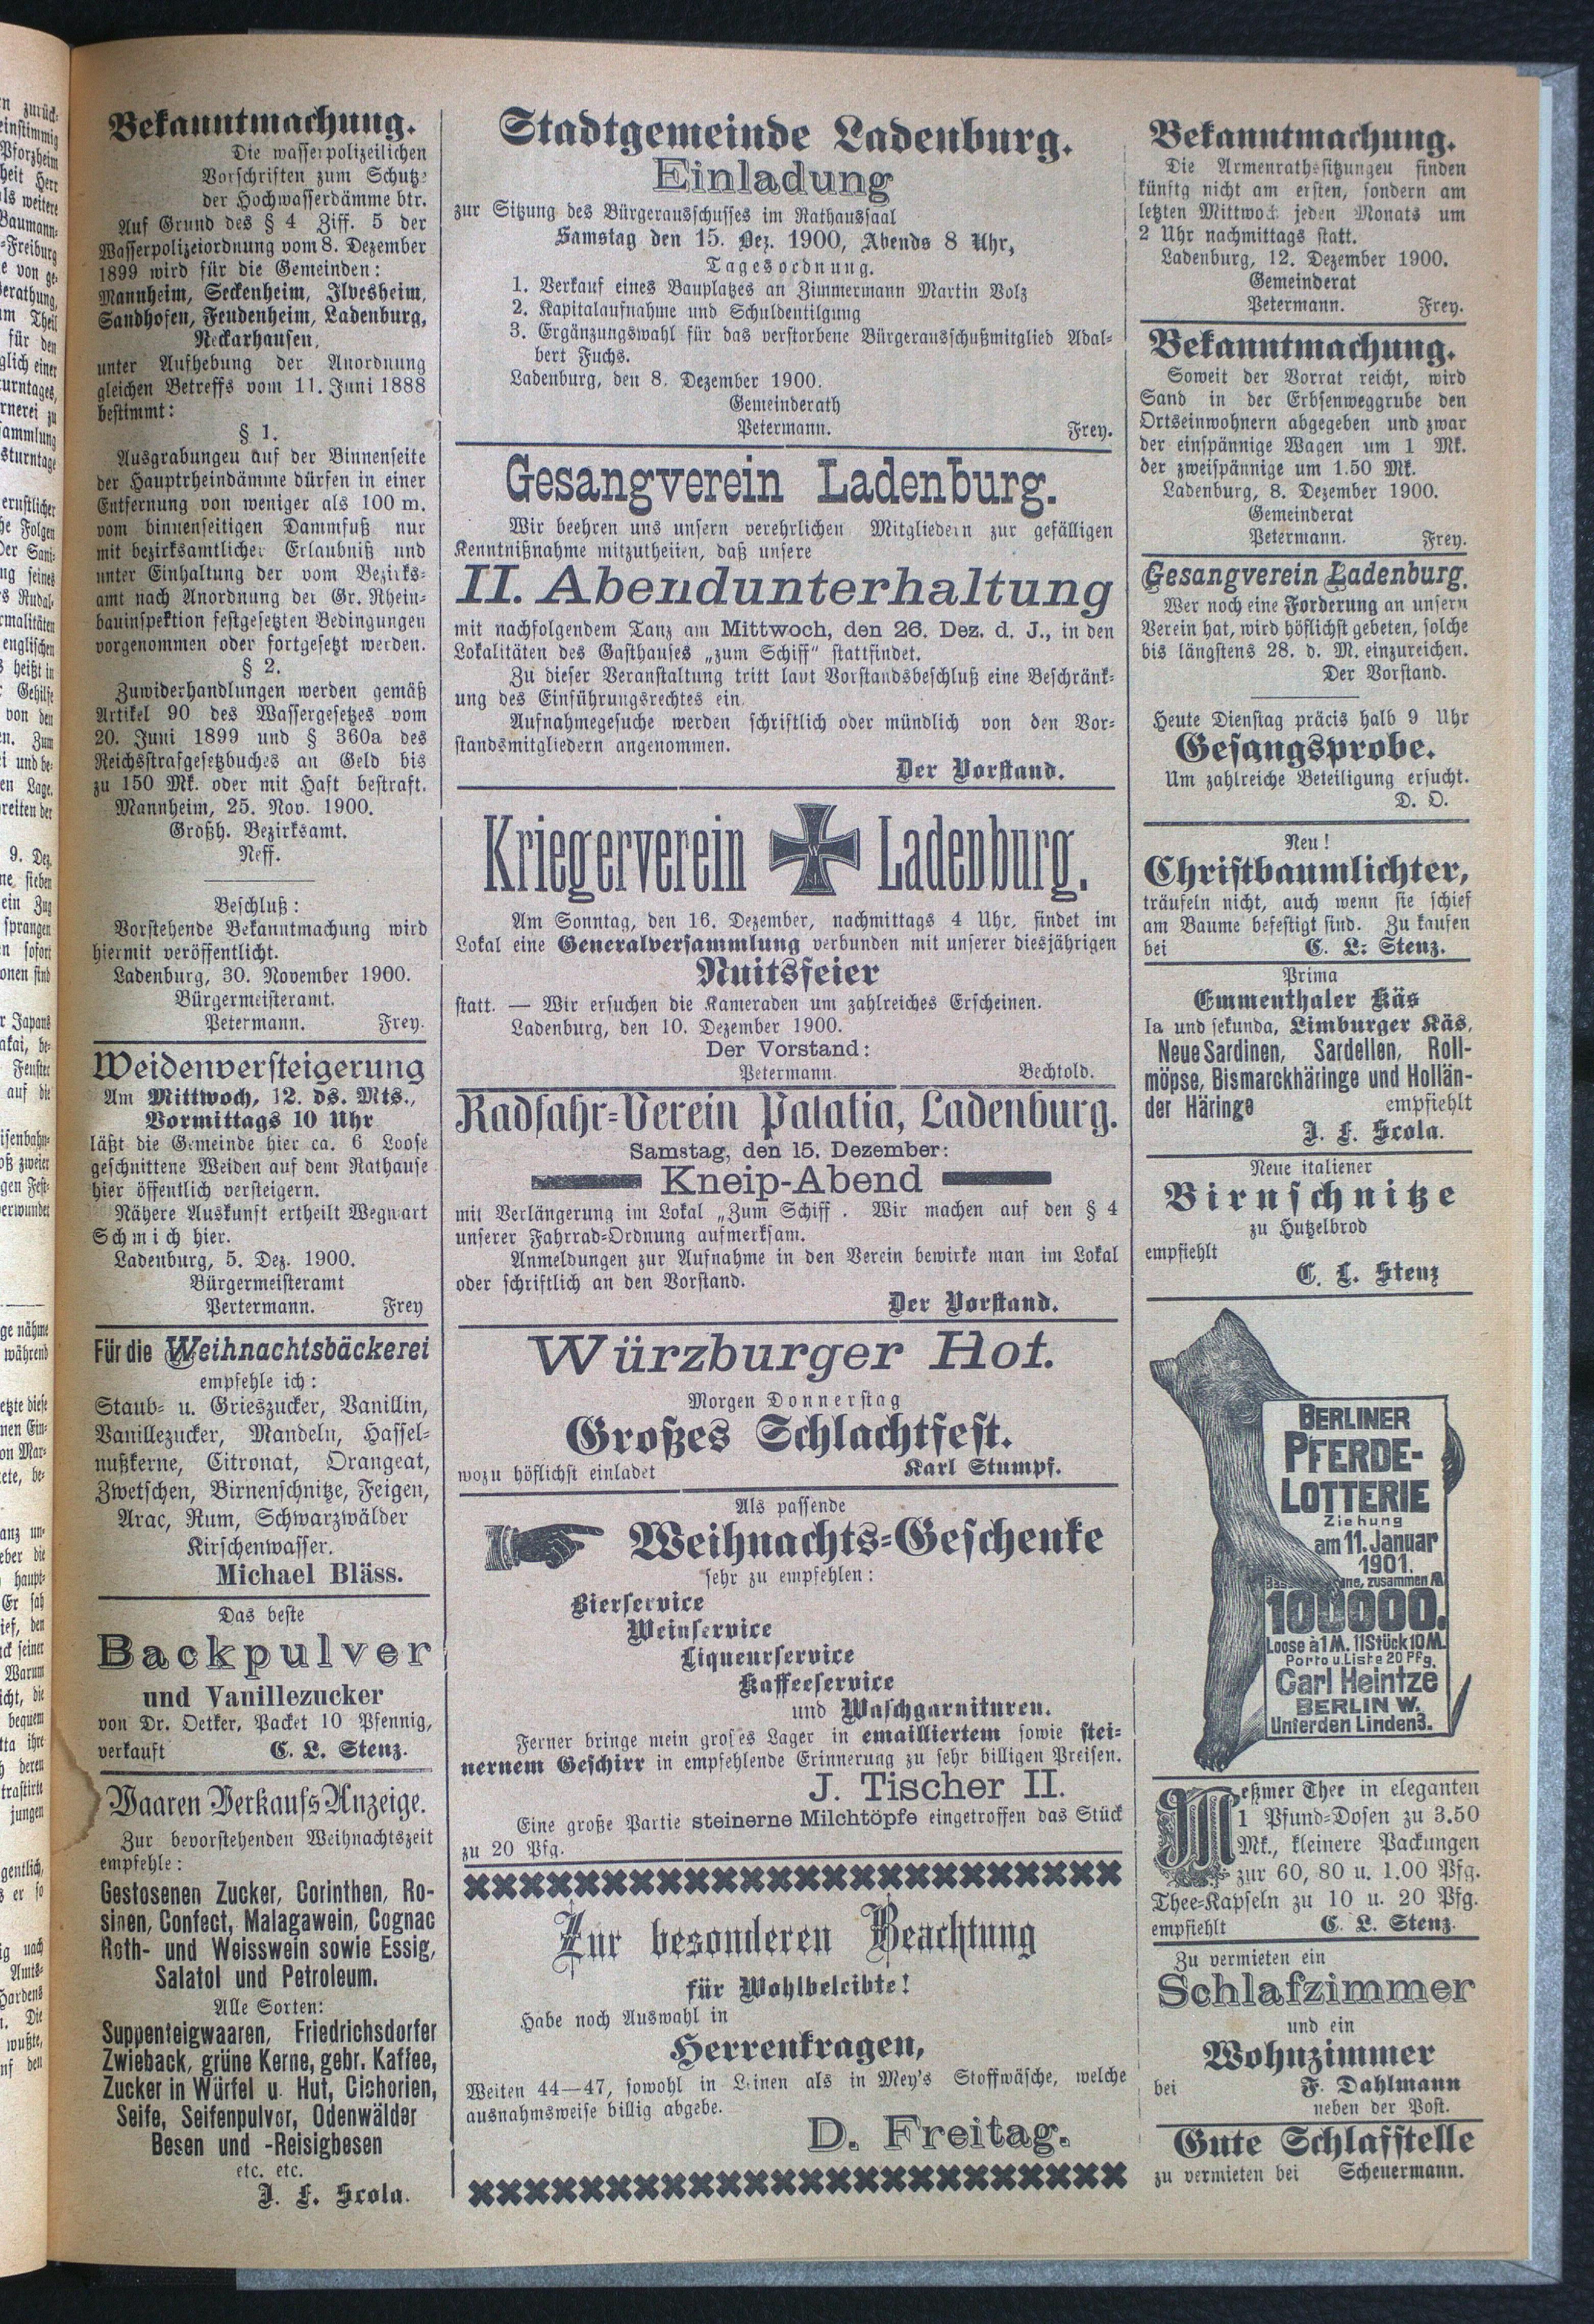 Bekanntmachung.
Die wasserpolizeilichen
Vorschriften zum Schutz-
der Hochwasserdämme btr.
Auf Grund des § 4 Ziff. 5 der
Wasserpolizeiordnung vom 8. Dezember
1899 wird für die Gemeinden:
Mannheim, Seckenheim, Ilvesheim,
Sandhofen, Feudenheim, Ladenburg,
Neckarhausen,
unter Aufhebung der Anordnung
gleichen Betreffs vom 11. Juni 1888
bestimmt:
§ 1.
Ausgrabungen auf der Binnenseite
der Hauptrheindämme dürfen in einer
Entfernung von weniger als 100 m.
vom binnenseitigen Dammfuß nur
mit bezirksamtlicher Erlaubniß und
unter Einhaltung der vom Bezirks-
amt nach Anordnung der Gr. Rhein-
bauinspektion festgesetzten Bedingungen
vorgenommen oder fortgesetzt werden.
§ 2.
Zuwiderhandlungen werden gemäß
Artikel 90 des Wassergesetzes vom
20. Juni 1899 und § 360a des
Reichsstrafgesetzbuches an Geld bis
zu 150 Mk. oder mit Haft bestraft.
Mannheim, 25. Nov. 1900.
Großh. Bezirksamt.
Neff.
Beschluß:
Vorstehende Bekanntmachung wird
hiermit veröffentlicht.
Ladenburg, 30. November 1900.
Bürgermeisteramt.
Petermann. Frey.
Weidenversteigerung
Am Mittwoch, 12. ds. Mts.,
Vormittags 10 Uhr
läßt die Gemeinde hier ca. 6 Loose
geschnittene Weiden auf dem Rathause
hier öffentlich versteigern.
Nähere Auskunft ertheilt Wegwart
Schmich hier.
Ladenburg, 5. Dez. 1900.
Bürgermeisteramt
Pertermann. Frey
Für die Weihnachtsbäckerei
empfehle ich:
Staub- u. Grieszucker, Vanillin,
Vanillezucker, Mandeln, Hassel-
nußkerne, Citronat, Orangeat,
Zwetschen, Birnenschnitze, Feigen,
Arac, Rum, Schwarzwälder
Kirschenwasser.
Michael Bläss.
Das beste
Backpulver
und Vanillezucker
von Dr. Oetker, Packet 10 Pfennig,
verkauft C. L. Stenz.
Waaren Verkaufs Anzeige.
Zur bevorstehenden Weihnachtszeit
empfehle:
Gestosenen Zucker, Corinthen, Ro-
sinen, Confect, Malagawein, Cognac
Roth- und Weisswein sowie Essig,
Salatol und Petroleum.
Alle Sorten:
Suppenteigwaaren, Friedrichsdorfer
Zwieback, grüne Kerne, gebr. Kaffee,
Zucker in Würfel u. Hut, Cichorien,
Seife, Seifenpulver, Odenwälder
Besen und -Reisigbesen
etc. etc.
J. F. Scola.
Stadtgemeinde Ladenburg.
Einladung
zur Sitzung des Bürgerausschusses im Rathaussaal
Samstag den 15. Dez. 1900, Abends 8 Uhr,
Tagesordnung.
1. Verkauf eines Bauplatzes an Zimmermann Martin Volz
2. Kapitalaufnahme und Schuldentilgung
3. Ergänzungswahl für das verstorbene Bürgerausschußmitglied Adal-
bert Fuchs.
Ladenburg, den 8. Dezember 1900.
Gemeinderath
Petermann. Frey.
Gesangverein Ladenburg.
Wir beehren uns unsern verehrlichen Mitgliedern zur gefälligen
Kenntnißnahme mitzutheilen, daß unsere
II. Abendunterhaltung
mit nachfolgendem Tanz am Mittwoch, den 26. Dez. d. J., in den
Lokalitäten des Gasthauses „zum Schiff“ stattfindet.
Zu dieser Veranstaltung tritt laut Vorstandsbeschluß eine Beschränk-
ung des Einführungsrechtes ein.
Aufnahmegesuche werden schriftlich oder mündlich von den Vor-
standsmitgliedern angenommen.
Der Vorstand.
Kriegerverein Ladenburg.
Am Sonntag, den 16. Dezember, nachmittags 4 Uhr, findet im
Lokal eine Generalversammlung verbunden mit unserer diesjährigen
Nuitsfeier
statt. — Wir ersuchen die Kameraden um zahlreiches Erscheinen.
Ladenburg, den 10. Dezember 1900.
Der Vorstand:
Petermann. Bechtold.
Radfahr-Verein Palatia, Ladenburg.
Samstag, den 15. Dezember:
Kneip-Abend
mit Verlängerung im Lokal „Zum Schiff . Wir machen auf den § 4
unserer Fahrrad-Ordnung aufmerksam.
Anmeldungen zur Aufnahme in den Verein bewirke man im Lokal
oder schriftlich an den Vorstand.
Der Vorstand.
Würzburger Hof.
Morgen Donnerstag
Großes Schlachtfest.
wozu höflichst einladet Karl Stumpf.
Als passende
Weihnachts-Geschenke
sehr zu empfehlen:
Bierservice
Weinservice
Liqueurservice
Kaffeeservice
und Waschgarnituren.
Ferner bringe mein großes Lager in emailliertem sowie stei-
nernem Geschirr in empfehlende Erinnerung zu sehr billigen Preisen.
J. Tischer II.
Eine große Partie steinerne Milchtöpfe eingetroffen das Stück
zu 20 Pfg.
Zur besonderen Beachtung
für Wohlbeleibte!
Habe noch Auswahl in
Herrenkragen,
Weiten 44—47, sowohl in Leinen als in Mey's Stoffwäsche, welche
ausnahmsweise billig abgebe.
D. Freitag.
Bekanntmachung.
Die Armenrathssitzungen finden
künftg nicht am ersten, sondern am
letzten Mittwoch jeden Monats um
2 Uhr nachmittags statt.
Ladenburg, 12. Dezember 1900.
Gemeinderat
Petermann. Frey.
Bekanntmachung.
Soweit der Vorrat reicht, wird
Sand in der Erbsenweggrube den
Ortseinwohnern abgegeben und zwar
der einspännige Wagen um 1 Mk.
der zweispännige um 1.50 Mk.
Ladenburg, 8. Dezember 1900.
Gemeinderat
Petermann. Frey.
Gesangverein Ladenburg.
Wer noch eine Forderung an unsern
Verein hat, wird höflichst gebeten, solche
bis längstens 28. d. M. einzureichen.
Der Vorstand.
Heute Dienstag präcis halb 9 Uhr
Gesangsprobe.
Um zahlreiche Beteiligung ersucht.
D. O.
Neu!
Christbaumlichter,
träufeln nicht, auch wenn sie schief
am Baume befestigt sind. Zu kaufen
bei C. L. Stenz.
Prima
Emmenthaler Käs
Ia und sekunda, Limburger Käs,
Neue Sardinen, Sardellen, Roll-
möpse, Bismarckhäringe und Hollän-
der Häringe empfiehlt
J. F. Scola.
Neue italiener
Birnschnitze
zu Hutzelbrod
empfiehlt
C. L. Stenz
BERLINER
PFERDE-
LOTTERIE
Ziehung
am 11. Januar
1901.
zusammen M
100000.
Loose à 1 M. 11 Stück 10 M.
Porto u. Liste 20 Pfg.
Carl Heintze
BERLIN W.
Unter den Linden 3.
Meßmer Thee in eleganten
1 Pfund-Dosen zu 3.50
Mk., kleinere Packungen
zur 60, 80 u. 1.00 Pfg.
Thee-Kapseln zu 10 u. 20 Pfg.
empfiehlt C. L. Stenz.
Zu vermieten ein
Schlafzimmer
und ein
Wohnzimmer
bei F. Dahlmann
neben der Post.
Gute Schlafstelle
zu vermieten bei Scheuermann.